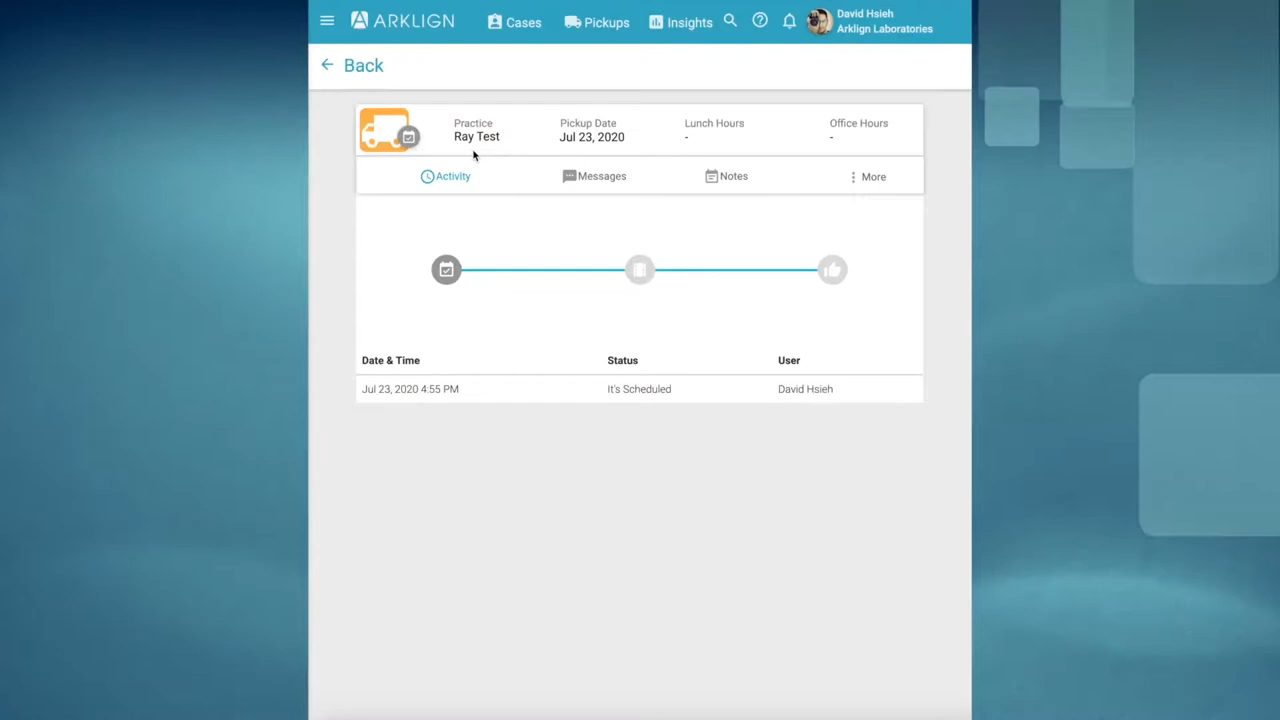 ARKLIGN Cases Pickups Insights David Hsieh
Arklign Laboratories
Back
Practice Pickup Date Lunch Hours Office Hours
Ray Test Jul 23, 2020 - -
Activity Messages Notes More
Date & Time Status User
Jul 23, 2020 4:55 PM It's Scheduled David Hsieh